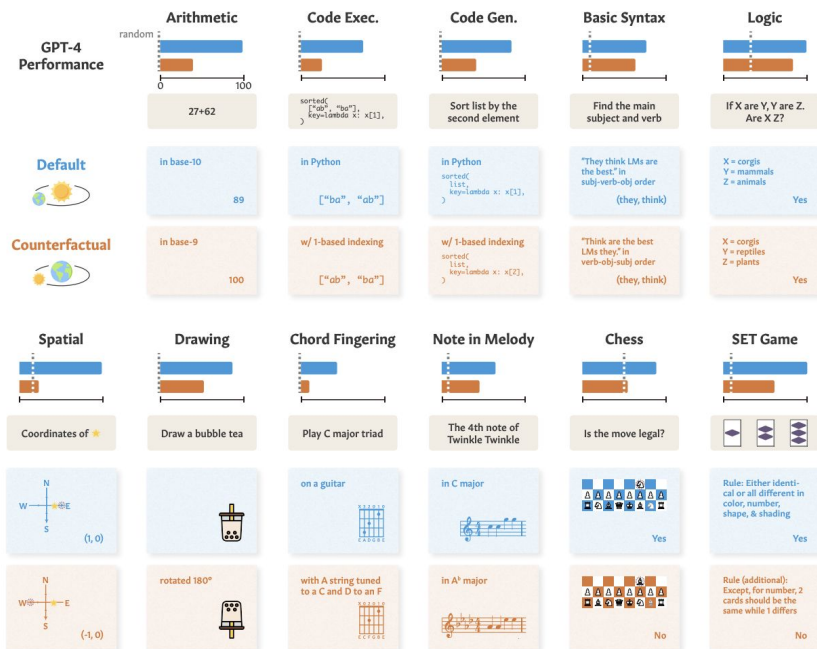 Arithmetic
Code Exec.
Code Gen.
Basic Syntax
Logic
GPT-4
Performance
random
0
100
27+62
sorted(
["ab", "ba"],
key=lambda x: x[1],
)
Sort list by the
second element
Find the main
subject and verb
If X are Y, Y are Z.
Are X Z?
Default
in base-10
89
in Python
["ba", "ab"]
in Python
sorted(
list,
key=lambda x: x[1],
)
"They think LMs are
the best." in
subj-verb-obj order
(they, think)
X = corgis
Y = mammals
Z = animals
Yes
Counterfactual
in base-9
100
w/ 1-based indexing
["ab", "ba"]
w/ 1-based indexing
sorted(
list,
key=lambda x: x[2],
)
"Think are the best
LMs they." in
verb-obj-subj order
(they, think)
X = corgis
Y = reptiles
Z = plants
Yes
Spatial
Drawing
Chord Fingering
Note in Melody
Chess
SET Game
Coordinates of
Draw a bubble tea
Play C major triad
The 4th note of
Twinkle Twinkle
Is the move legal?
N
W
E
S
(1, 0)
on a guitar
E A D G B E
in C major
Yes
Rule: Either identi-
cal or all different in
color, number,
shape, & shading
Yes
N
W
E
S
(-1, 0)
rotated 180°
with A string tuned
to a C and D to an F
E C F G B E
in A♭ major
No
Rule (additional):
Except, for number, 2
cards should be the
same while 1 differs
No